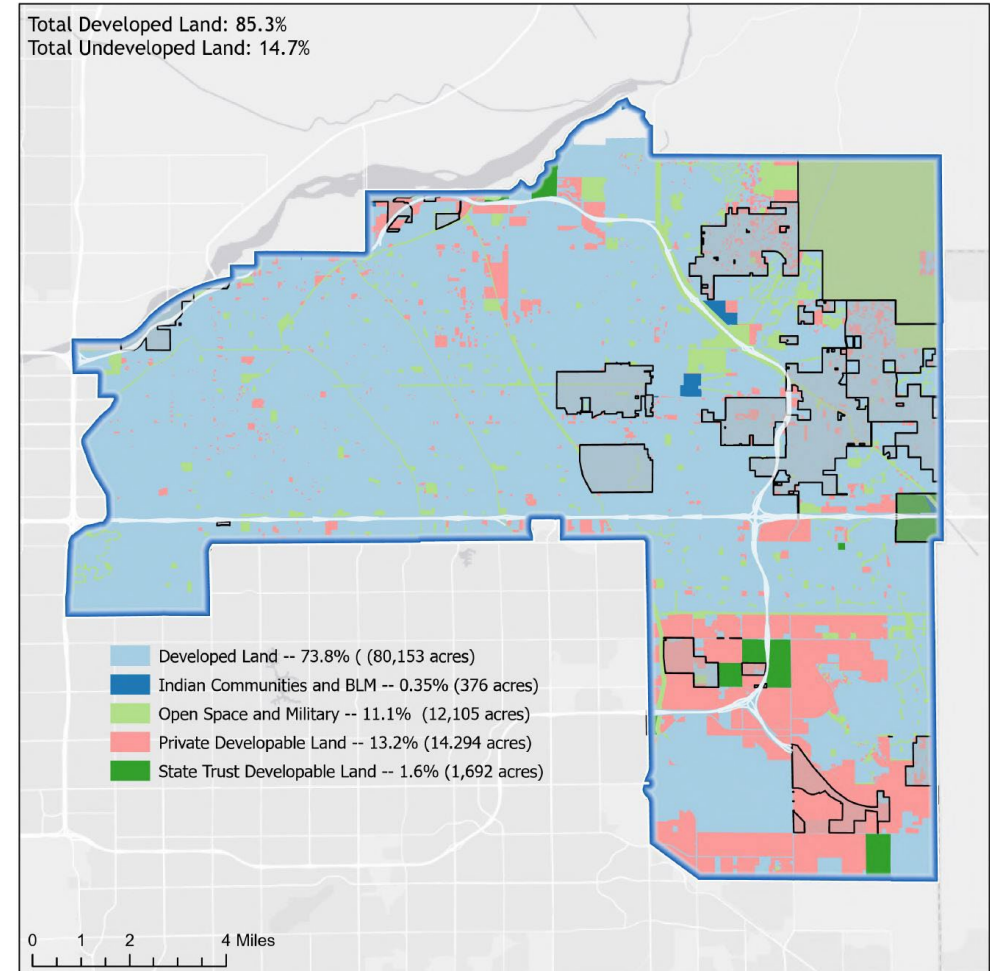 Total Developed Land: 85.3%
Total Undeveloped Land: 14.7%
Developed Land -- 73.8% ( (80,153 acres)
Indian Communities and BLM -- 0.35% (376 acres)
Open Space and Military -- 11.1%  (12,105 acres)
Private Developable Land -- 13.2% (14.294 acres)
State Trust Developable Land -- 1.6% (1,692 acres)
0 1 2 4 Miles